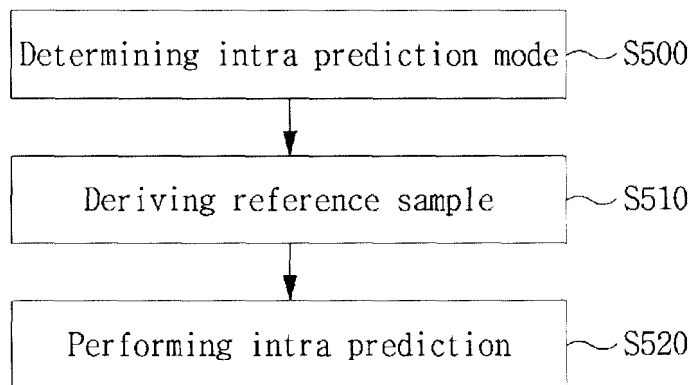 Determining intra prediction mode S500
Deriving reference sample S510
Performing intra prediction S520